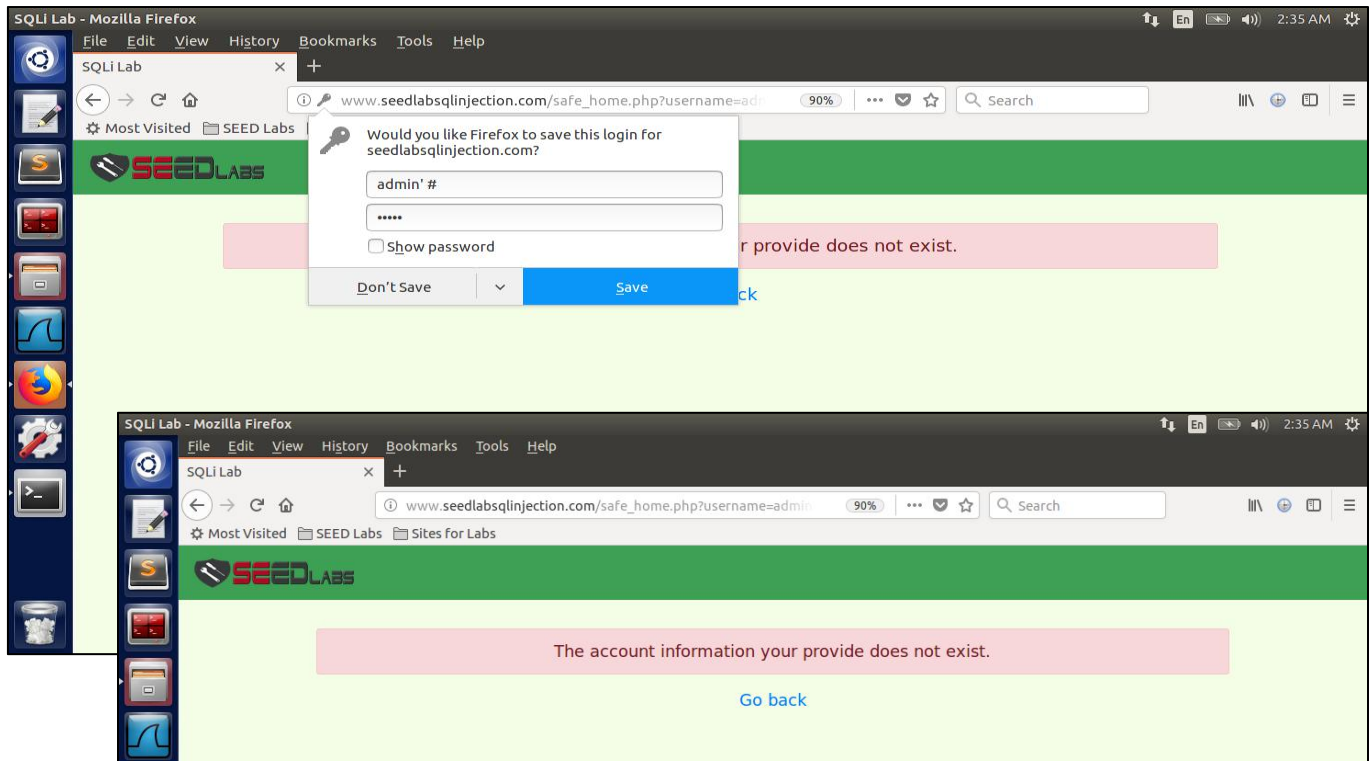 SQLi Lab - Mozilla Firefox
En
2:35 AM
File Edit View History Bookmarks Tools Help
SQLi Lab × +
www.seedlabsqlinjection.com/safe_home.php?username=adn
90%
Search
Most Visited SEED Labs
Would you like Firefox to save this login for
seedlabsqlinjection.com?
SEEDLABS
admin' #
•••••
Show password
r provide does not exist.
Don't Save
Save
ck
SQLi Lab - Mozilla Firefox
En
2:35 AM
File Edit View History Bookmarks Tools Help
SQLi Lab × +
www.seedlabsqlinjection.com/safe_home.php?username=admin
90%
Search
Most Visited SEED Labs Sites for Labs
SEEDLABS
The account information your provide does not exist.
Go back